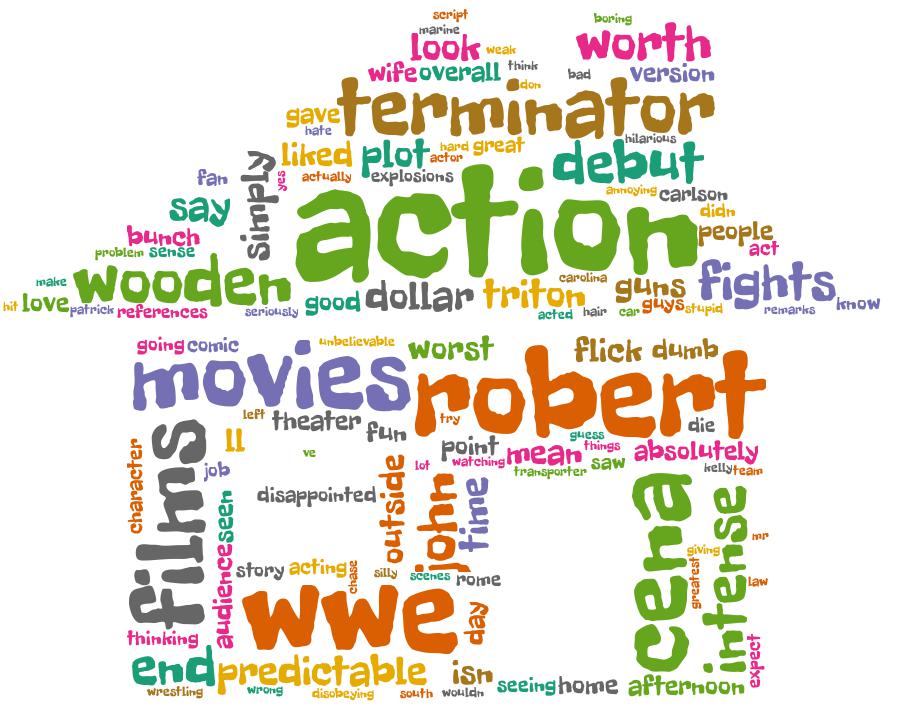 script
boring
marine
look
weak
worth
wife
overall
think
bad
version
don
gave
terminator
hate
hilarious
liked
plot
hard
great
actor
debut
simply
yes
actually
explosions
fan
action
annoying
carlson
say
didn
people
bunch
act
problem
sense
make
wooden
carolina
guns
fights
hit
love
patrick
references
seriously
good
dollar
triton
acted
hair
car
guys
stupid
remarks
know
going
comic
unbelievable
worst
flick
dumb
movies
robert
left
theater
try
die
ll
fun
guess
point
things
absolutely
ve
watching
mean
transporter
saw
lot
kelly
team
character
films
job
seen
disappointed
outside
john
time
cena
intense
mr
giving
greatest
law
audience
story
acting
chase
silly
scenes
rome
wwe
day
thinking
expect
end
predictable
isn
wrestling
wrong
disobeying
south
wouldn
seeing
home
afternoon